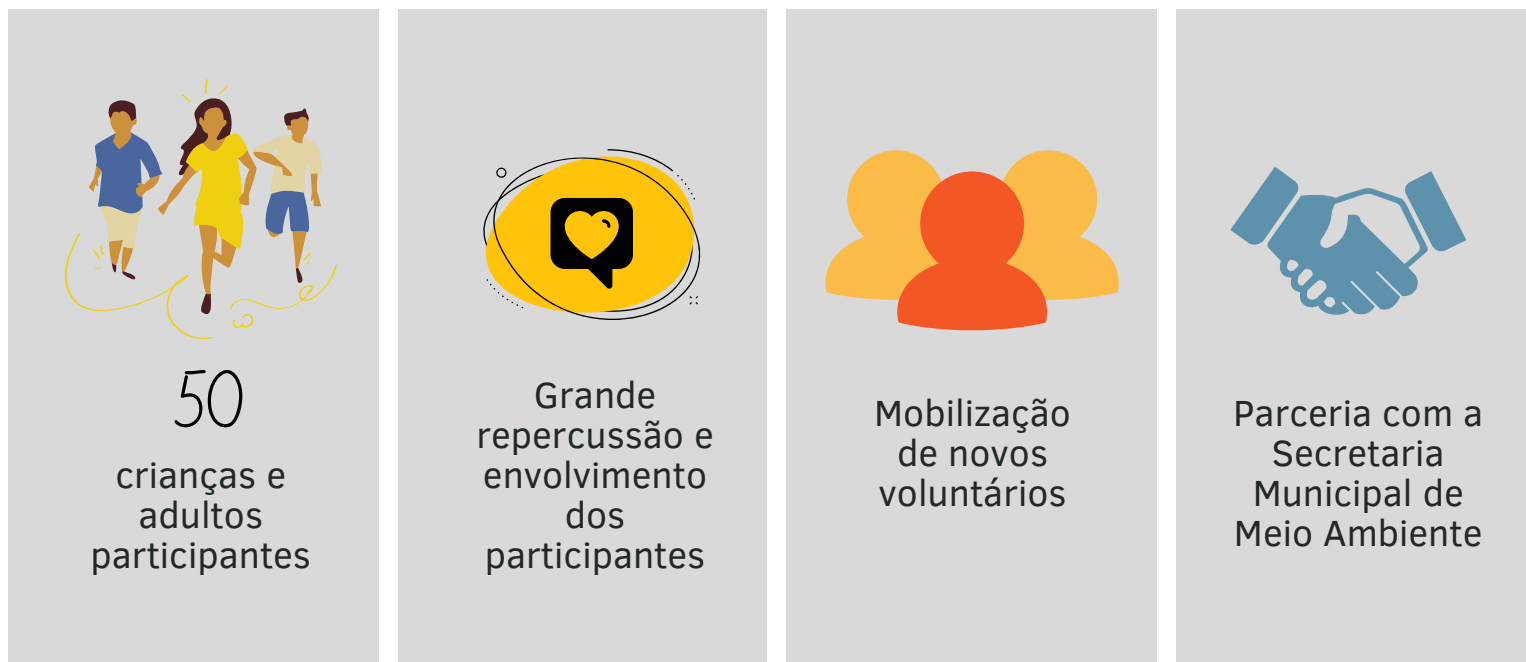 50
crianças e
adultos
participantes
Grande
repercussão e
envolvimento
dos
participantes
Mobilização
de novos
voluntários
Parceria com a
Secretaria
Municipal de
Meio Ambiente